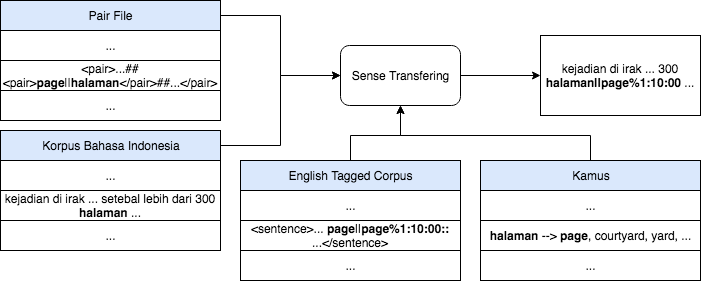 Pair File
...
<pair>...##
<pair>page||halaman</pair>##...</pair>
...
Korpus Bahasa Indonesia
...
kejadian di irak ... setebal lebih dari 300
halaman ...
...
Sense Transfering
kejadian di irak ... 300
halaman||page%1:10:00 ...
English Tagged Corpus
...
<sentence>... page||page%1:10:00::
...</sentence>
...
Kamus
...
halaman --> page, courtyard, yard, ...
...